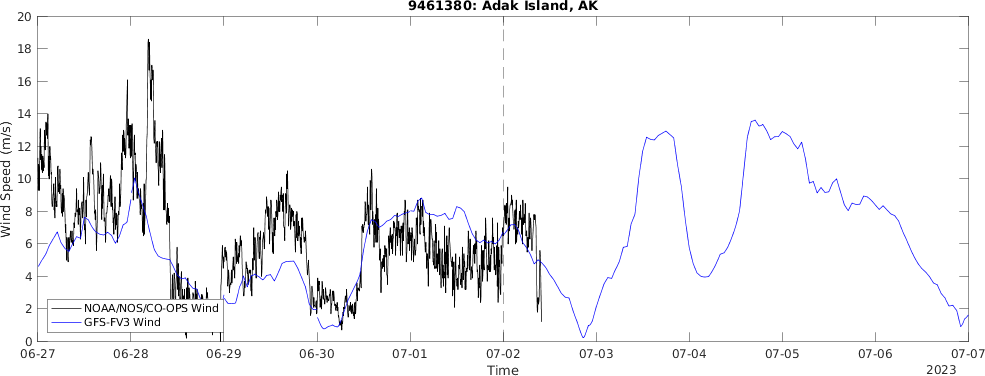 9461380: Adak Island, AK
20
18
16
14
12
10
8
6
4
2
0
Wind Speed (m/s)
NOAA/NOS/CO-OPS Wind
GFS-FV3 Wind
06-27 06-28 06-29 06-30 07-01 07-02 07-03 07-04 07-05 07-06 07-07
Time
2023